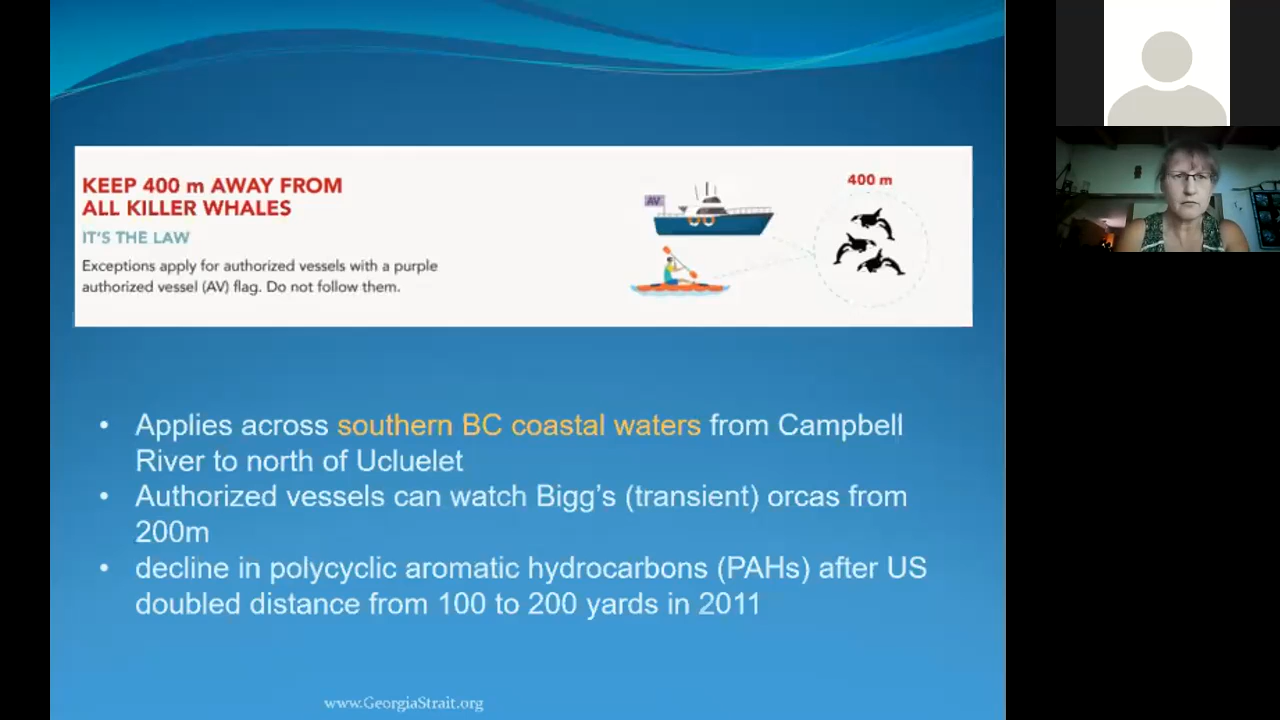 KEEP 400 m AWAY FROM
ALL KILLER WHALES
IT'S THE LAW
Exceptions apply for authorized vessels with a purple
authorized vessel (AV) flag. Do not follow them.
AV
400 m
• Applies across southern BC coastal waters from Campbell
River to north of Ucluelet
• Authorized vessels can watch Bigg's (transient) orcas from
200m
• decline in polycyclic aromatic hydrocarbons (PAHs) after US
doubled distance from 100 to 200 yards in 2011
www.GeorgiaStrait.org